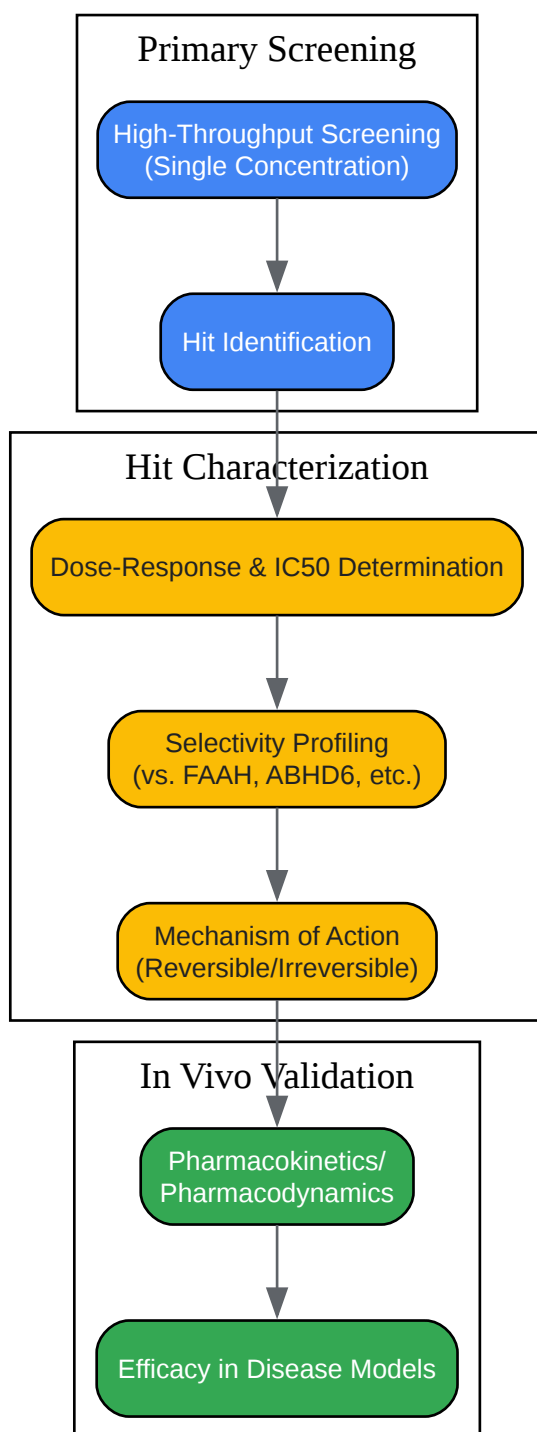 Primary Screening
High-Throughput Screening
(Single Concentration)
Hit Identification
Hit Characterization
Dose-Response & IC50 Determination
Selectivity Profiling
(vs. FAAH, ABHD6, etc.)
Mechanism of Action
(Reversible/Irreversible)
In Vivo Validation
Pharmacokinetics/
Pharmacodynamics
Efficacy in Disease Models